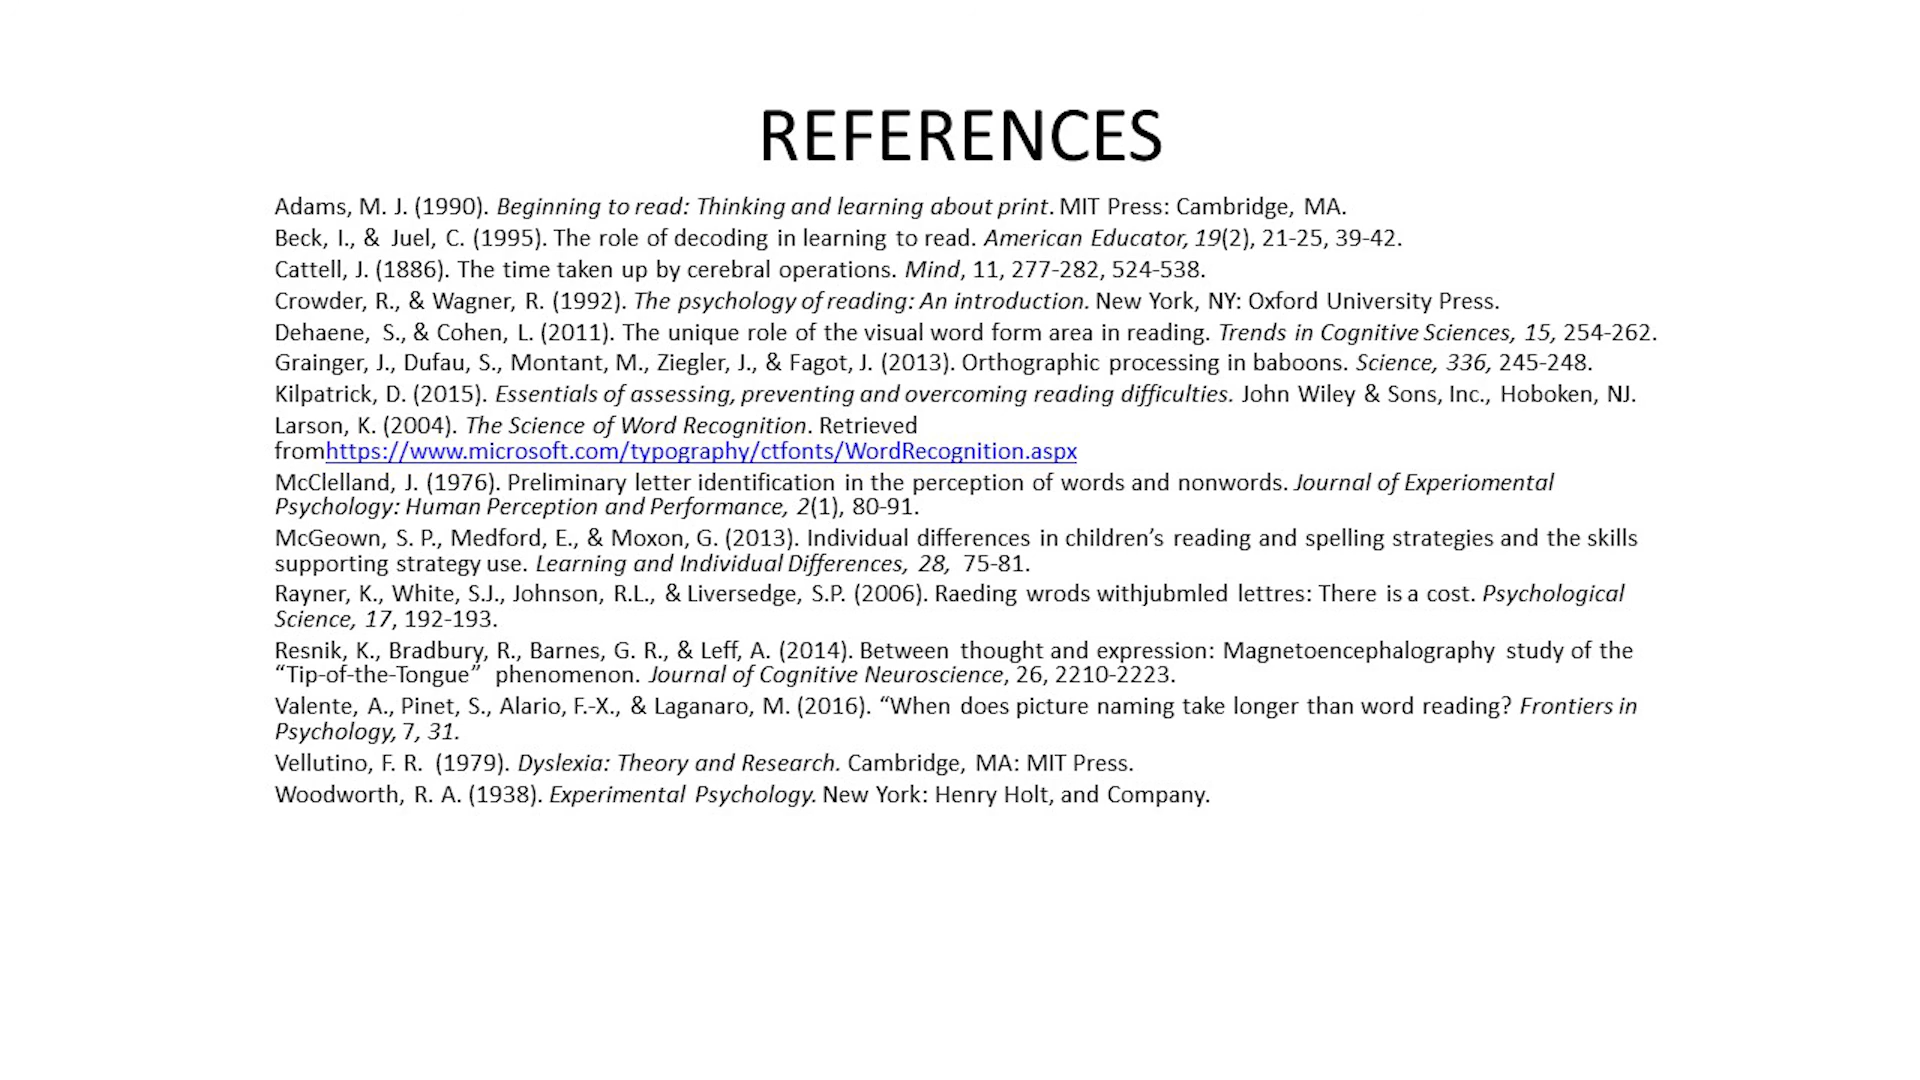 REFERENCES
Adams, M. J. (1990). Beginning to read: Thinking and learning about print. MIT Press: Cambridge, MA.
Beck, I., & Juel, C. (1995). The role of decoding in learning to read. American Educator, 19(2), 21-25, 39-42.
Cattell, J. (1886). The time taken up by cerebral operations. Mind, 11, 277-282, 524-538.
Crowder, R., & Wagner, R. (1992). The psychology of reading: An introduction. New York, NY: Oxford University Press.
Dehaene, S., & Cohen, L. (2011). The unique role of the visual word form area in reading. Trends in Cognitive Sciences, 15, 254-262.
Grainger, J., Dufau, S., Montant, M., Ziegler, J., & Fagot, J. (2013). Orthographic processing in baboons. Science, 336, 245-248.
Kilpatrick, D. (2015). Essentials of assessing, preventing and overcoming reading difficulties. John Wiley & Sons, Inc., Hoboken, NJ.
Larson, K. (2004). The Science of Word Recognition. Retrieved
fromhttps://www.microsoft.com/typography/ctfonts/WordRecognition.aspx
McClelland, J. (1976). Preliminary letter identification in the perception of words and nonwords. Journal of Experiomental
Psychology: Human Perception and Performance, 2(1), 80-91.
McGeown, S. P., Medford, E., & Moxon, G. (2013). Individual differences in children’s reading and spelling strategies and the skills
supporting strategy use. Learning and Individual Differences, 28, 75-81.
Rayner, K., White, S.J., Johnson, R.L., & Liversedge, S.P. (2006). Raeding wrods withjubmled lettres: There is a cost. Psychological
Science, 17, 192-193.
Resnik, K., Bradbury, R., Barnes, G. R., & Leff, A. (2014). Between thought and expression: Magnetoencephalography study of the
“Tip-of-the-Tongue” phenomenon. Journal of Cognitive Neuroscience, 26, 2210-2223.
Valente, A., Pinet, S., Alario, F.-X., & Laganaro, M. (2016). “When does picture naming take longer than word reading? Frontiers in
Psychology, 7, 31.
Vellutino, F. R. (1979). Dyslexia: Theory and Research. Cambridge, MA: MIT Press.
Woodworth, R. A. (1938). Experimental Psychology. New York: Henry Holt, and Company.